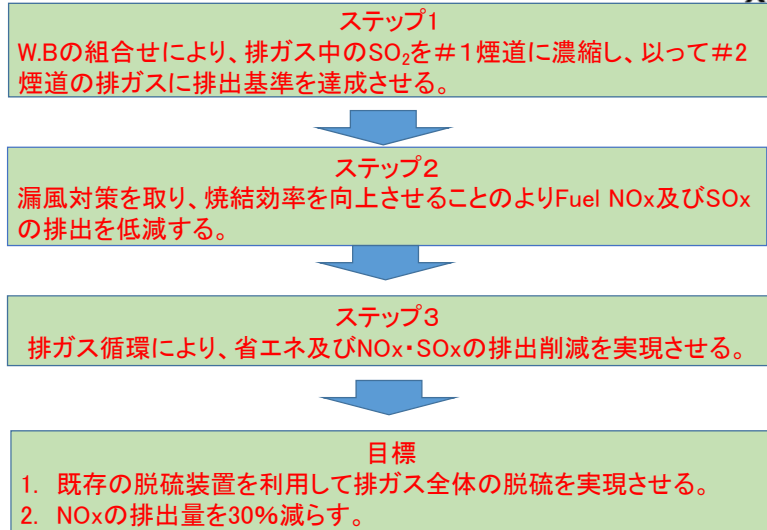 ステップ1
W.Bの組合せにより、排ガス中のSO₂を＃１煙道に濃縮し、以って＃2
煙道の排ガスに排出基準を達成させる。
ステップ2
漏風対策を取り、焼結効率を向上させることのよりFuel NOx及びSOx
の排出を低減する。
ステップ3
排ガス循環により、省エネ及びNOx・SOxの排出削減を実現させる。
目標
1. 既存の脱硫装置を利用して排ガス全体の脱硫を実現させる。
2. NOxの排出量を30%減らす。